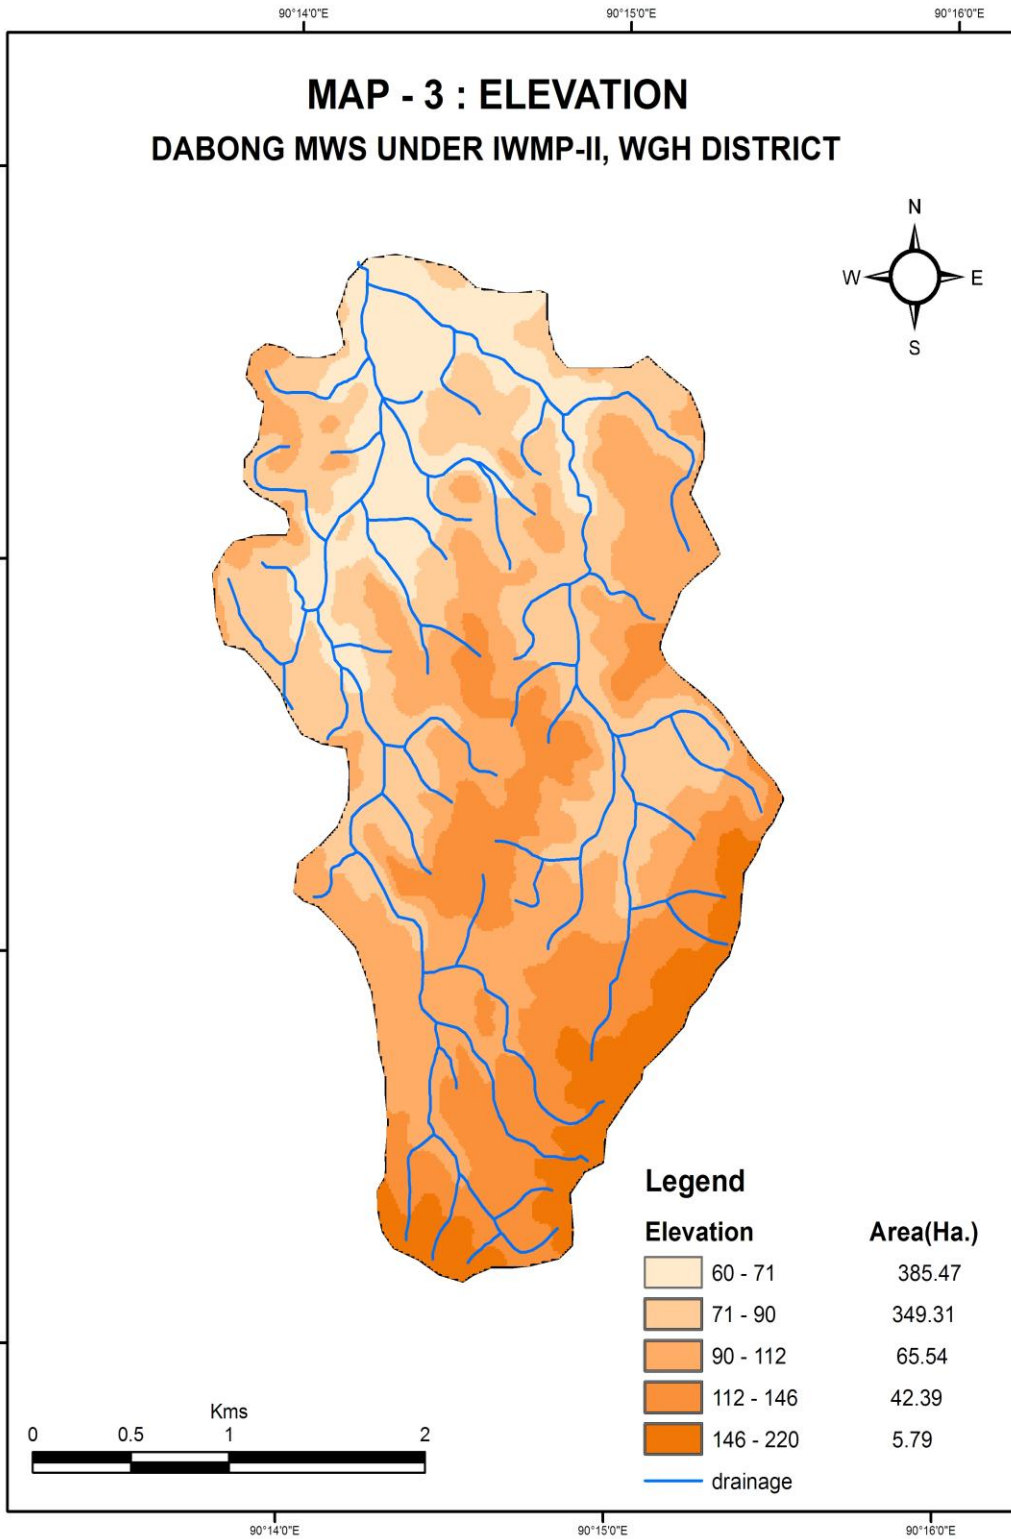 90°14'0"E 90°15'0"E 90°16'0"E
MAP - 3 : ELEVATION
DABONG MWS UNDER IWMP-II, WGH DISTRICT
N
W E
S
Legend
Elevation Area(Ha.)
60 - 71 385.47
71 - 90 349.31
90 - 112 65.54
112 - 146 42.39
146 - 220 5.79
drainage
Kms
0 0.5 1 2
90°14'0"E 90°15'0"E 90°16'0"E